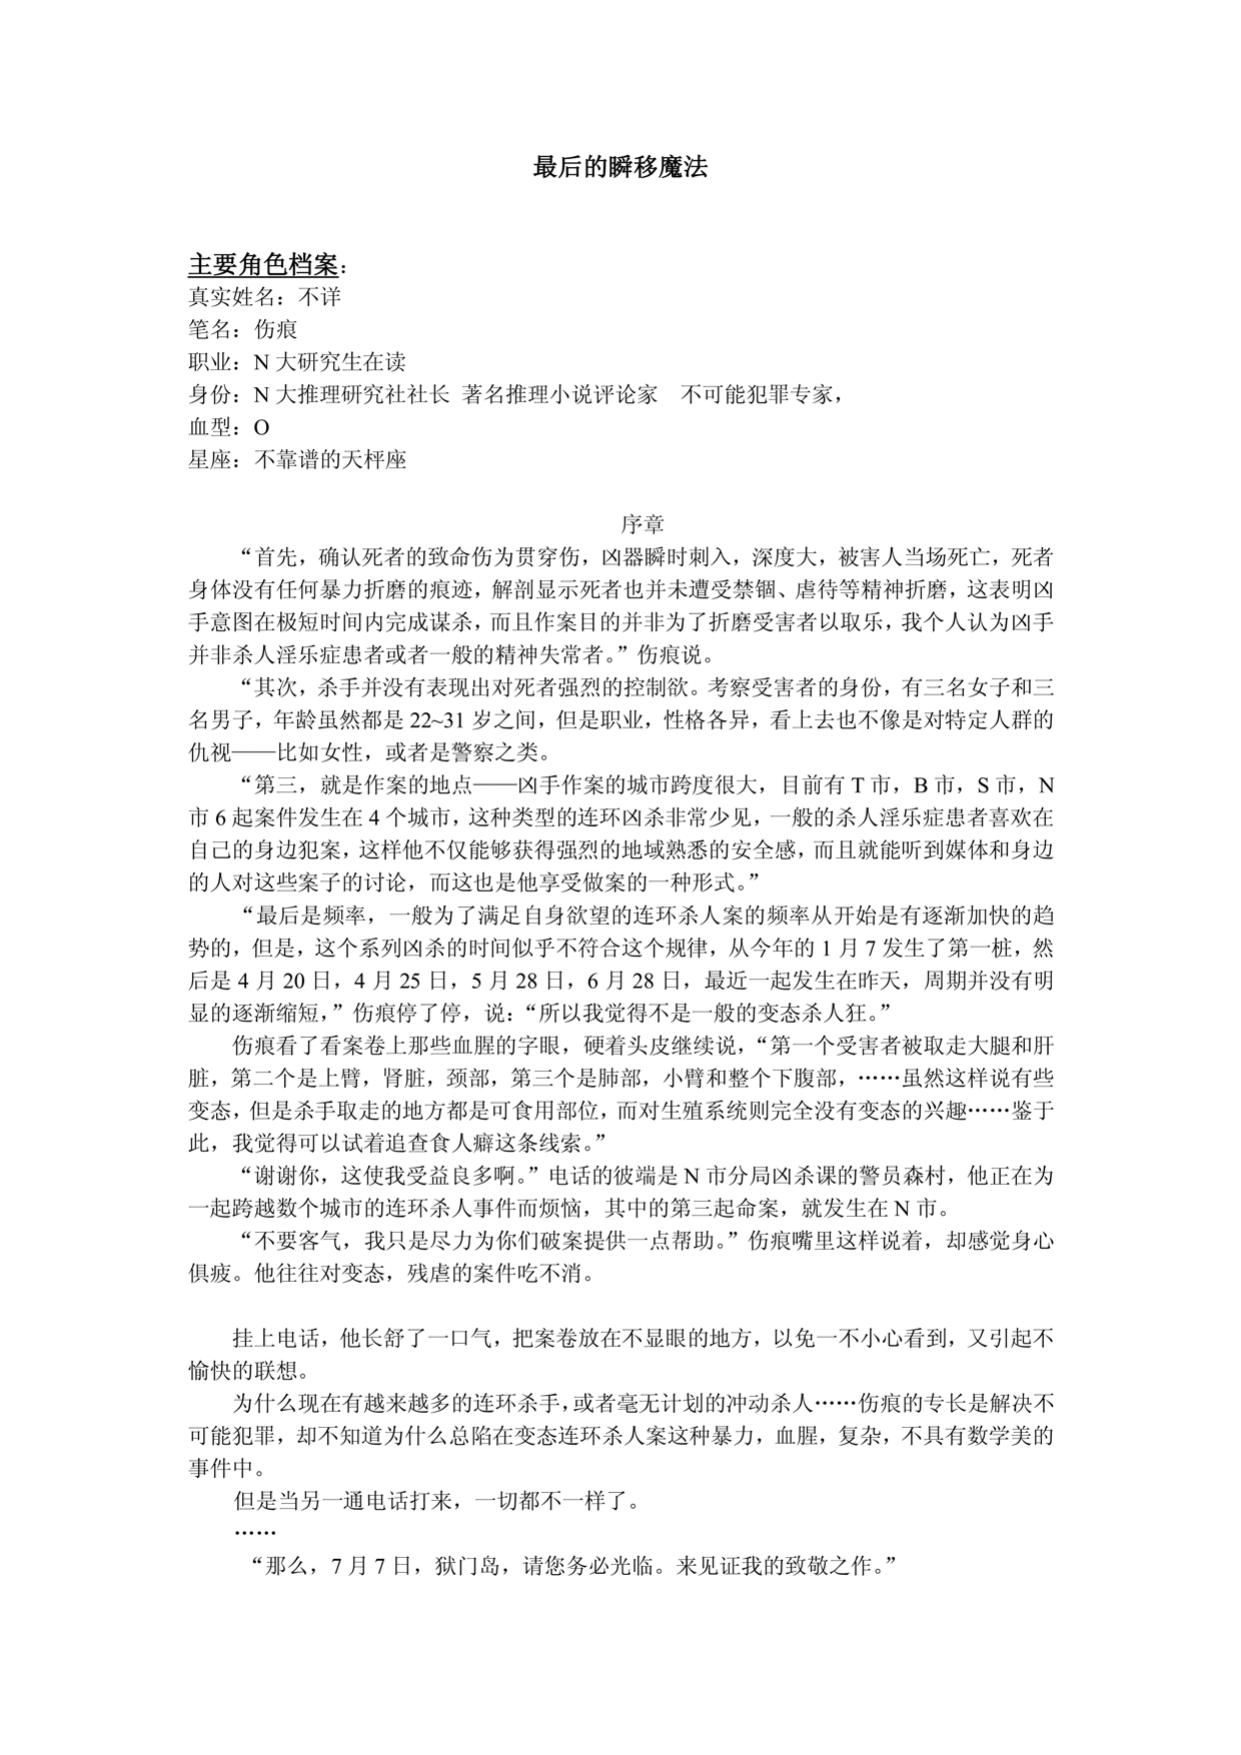 最后的瞬移魔法
主要角色档案：
真实姓名：不详
笔名：伤痕
职业：N 大研究生在读
身份：N 大推理研究社社长 著名推理小说评论家 不可能犯罪专家，
血型：O
星座：不靠谱的天枰座
序章
“首先，确认死者的致命伤为贯穿伤，凶器瞬时刺入，深度大，被害人当场死亡，死者
身体没有任何暴力折磨的痕迹，解剖显示死者也并未遭受禁锢、虐待等精神折磨，这表明凶
手意图在极短时间内完成谋杀，而且作案目的并非为了折磨受害者以取乐，我个人认为凶手
并非杀人淫乐症患者或者一般的精神失常者。”伤痕说。
“其次，杀手并没有表现出对死者强烈的控制欲。考察受害者的身份，有三名女子和三
名男子，年龄虽然都是 22~31 岁之间，但是职业，性格各异，看上去也不像是对特定人群的
仇视——比如女性，或者是警察之类。
“第三，就是作案的地点——凶手作案的城市跨度很大，目前有 T 市，B 市，S 市，N
市 6 起案件发生在 4 个城市，这种类型的连环凶杀非常少见，一般的杀人淫乐症患者喜欢在
自己的身边犯案，这样他不仅能够获得强烈的地域熟悉的安全感，而且就能听到媒体和身边
的人对这些案子的讨论，而这也是他享受做案的一种形式。”
“最后是频率，一般为了满足自身欲望的连环杀人案的频率从开始是有逐渐加快的趋
势的，但是，这个系列凶杀的时间似乎不符合这个规律，从今年的 1 月 7 发生了第一桩，然
后是 4 月 20 日，4 月 25 日，5 月 28 日，6 月 28 日，最近一起发生在昨天，周期并没有明
显的逐渐缩短，”伤痕停了停，说：“所以我觉得不是一般的变态杀人狂。”
伤痕看了看案卷上那些血腥的字眼，硬着头皮继续说，“第一个受害者被取走大腿和肝
脏，第二个是上臂，肾脏，颈部，第三个是肺部，小臂和整个下腹部，……虽然这样说有些
变态，但是杀手取走的地方都是可食用部位，而对生殖系统则完全没有变态的兴趣……鉴于
此，我觉得可以试着追查食人癖这条线索。”
“谢谢你，这使我受益良多啊。”电话的彼端是 N 市分局凶杀课的警员森村，他正在为
一起跨越数个城市的连环杀人事件而烦恼，其中的第三起命案，就发生在 N 市。
“不要客气，我只是尽力为你们破案提供一点帮助。”伤痕嘴里这样说着，却感觉身心
俱疲。他往往对变态，残虐的案件吃不消。
挂上电话，他长舒了一口气，把案卷放在不显眼的地方，以免一不小心看到，又引起不
愉快的联想。
为什么现在有越来越多的连环杀手，或者毫无计划的冲动杀人……伤痕的专长是解决不
可能犯罪，却不知道为什么总陷在变态连环杀人案这种暴力，血腥，复杂，不具有数学美的
事件中。
但是当另一通电话打来，一切都不一样了。
……
“那么，7 月 7 日，狱门岛，请您务必光临。来见证我的致敬之作。”